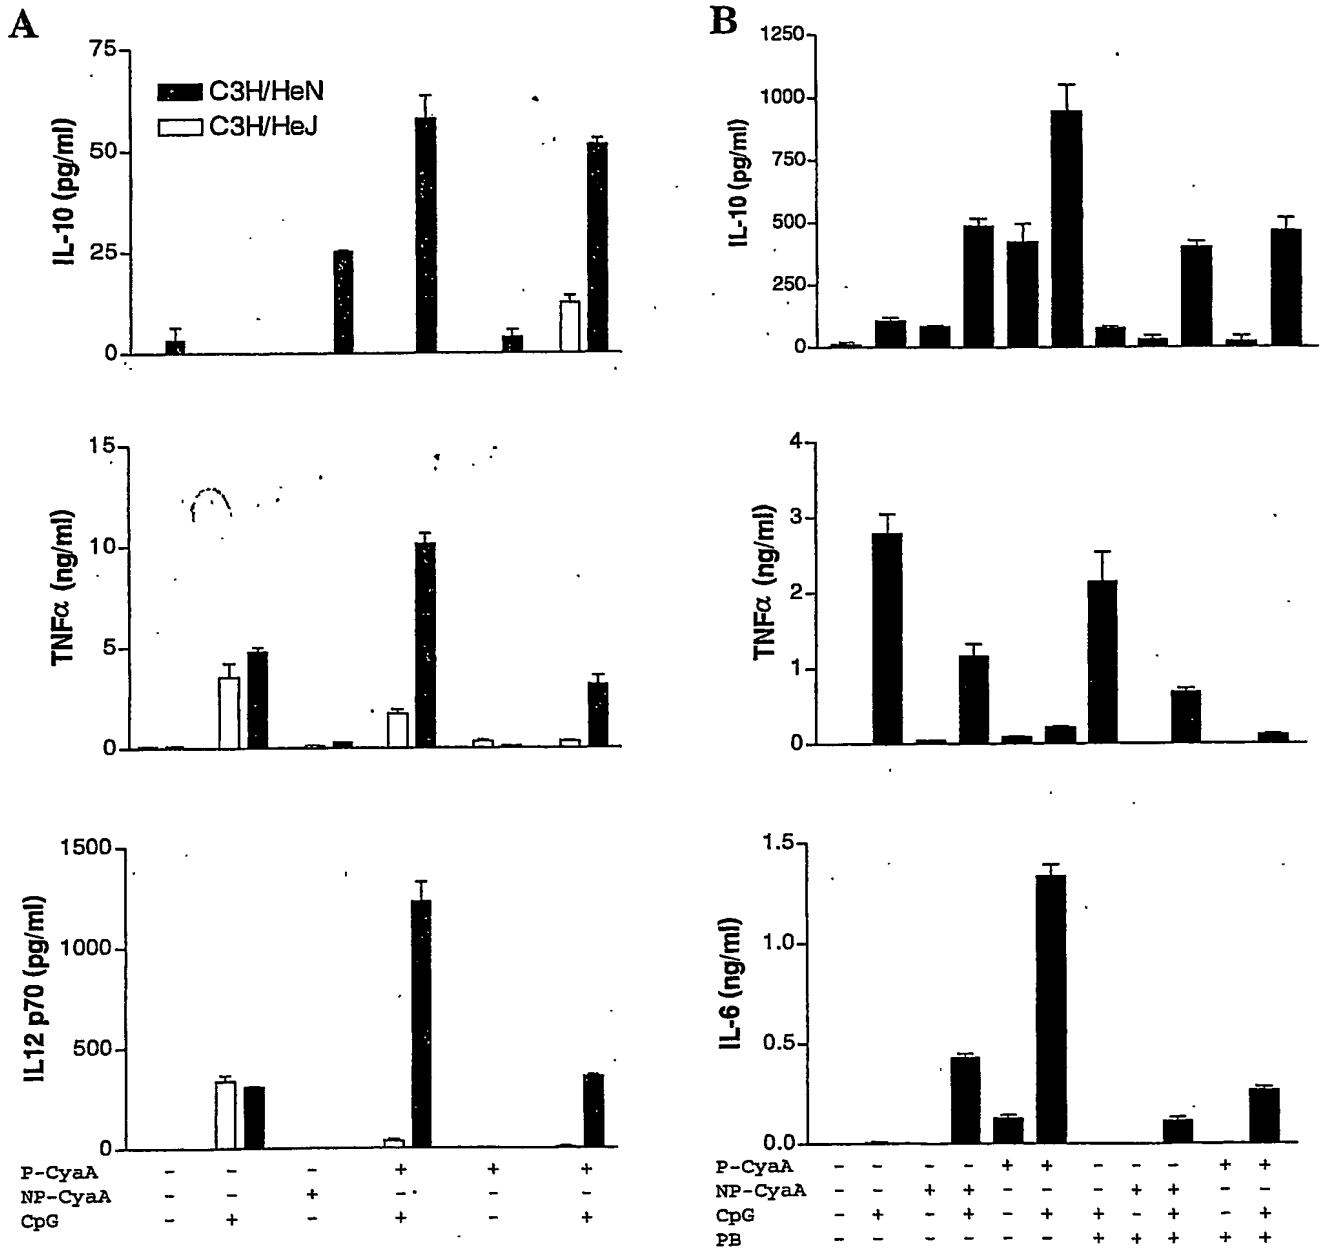 A
75
50
25
0
IL-10 (pg/ml)
C3H/HeN
C3H/HeJ
15
10
5
0
TNFα (ng/ml)
1500
1000
500
0
IL12 p70 (pg/ml)
P-CyaA - - - + + +
NP-CyaA - - + - - -
CpG - + - + - +
B
1250
1000
750
500
250
0
IL-10 (pg/ml)
4
3
2
1
0
TNFα (ng/ml)
1.5
1.0
0.5
0.0
IL-6 (ng/ml)
P-CyaA - - - - + + - - - + +
NP-CyaA - - + + - - - + + - -
CpG - + - + - + + - + - +
PB - - - - - - + + + + +